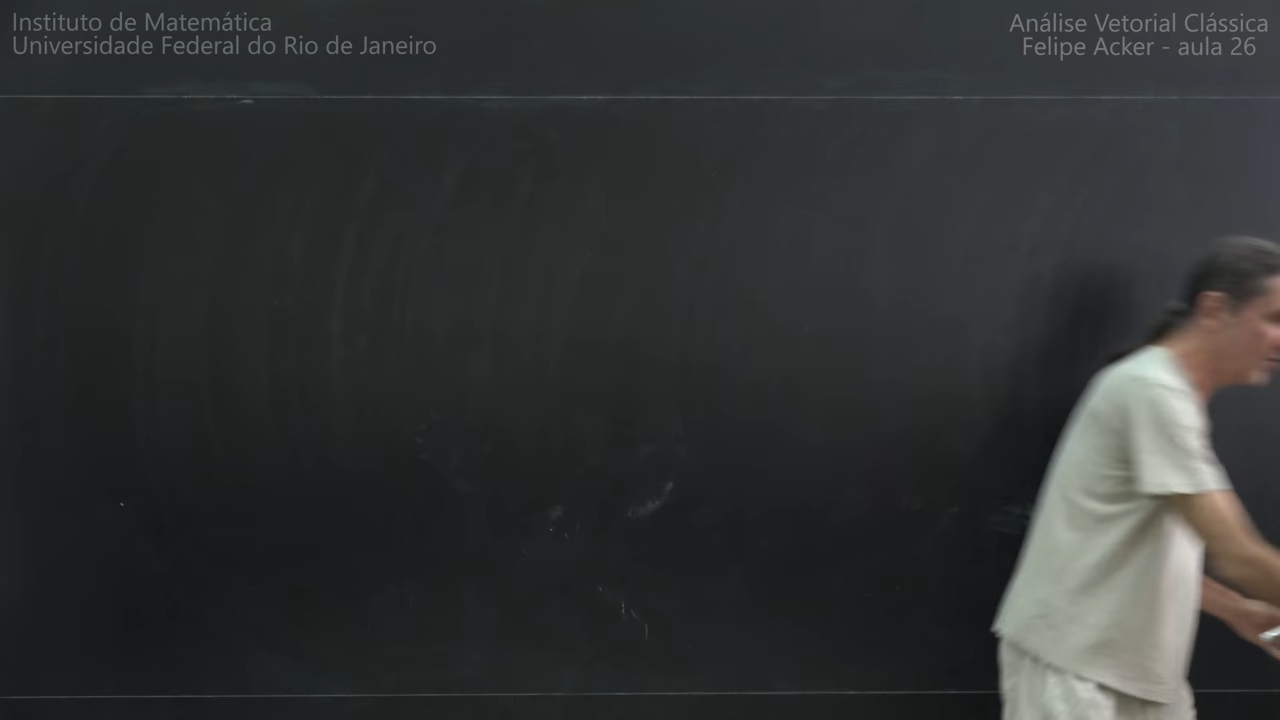 Instituto de Matemática
Universidade Federal do Rio de Janeiro
Análise Vetorial Clássica
Felipe Acker - aula 26